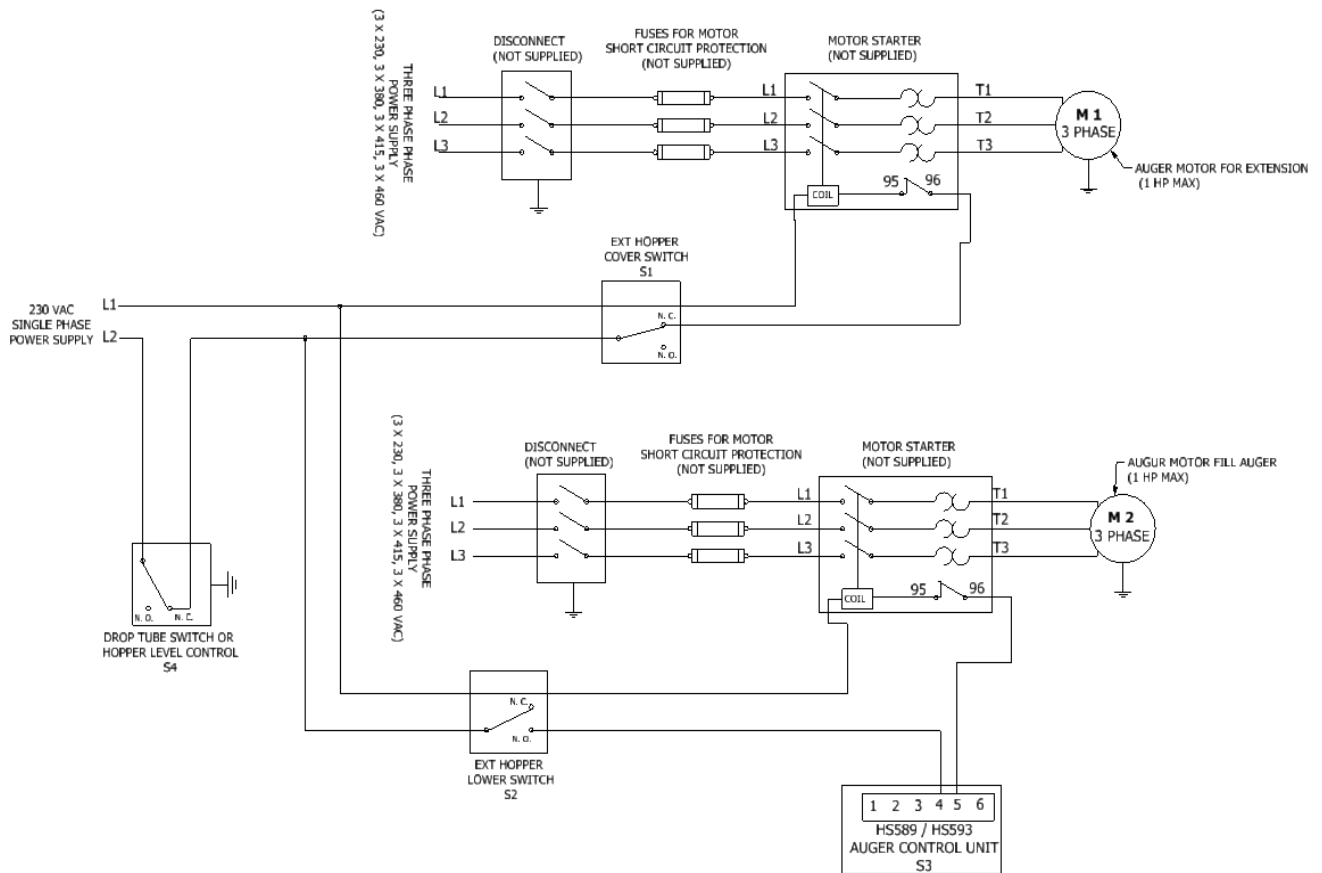 DISCONNECT
(NOT SUPPLIED)
FUSES FOR MOTOR
SHORT CIRCUIT PROTECTION
(NOT SUPPLIED)
MOTOR STARTER
(NOT SUPPLIED)
THREE PHASE PHASE
POWER SUPPLY
(3 X 230, 3 X 380, 3 X 415, 3 X 460 VAC)
L1
L2
L3
L1
L2
L3
T1
T2
T3
M 1
3 PHASE
COIL
95
96
AUGER MOTOR FOR EXTENSION
(1 HP MAX)
EXT HOPPER
COVER SWITCH
S1
N. C.
N. O.
230 VAC
SINGLE PHASE
POWER SUPPLY
L1
L2
DISCONNECT
(NOT SUPPLIED)
FUSES FOR MOTOR
SHORT CIRCUIT PROTECTION
(NOT SUPPLIED)
MOTOR STARTER
(NOT SUPPLIED)
THREE PHASE PHASE
POWER SUPPLY
(3 X 230, 3 X 380, 3 X 415, 3 X 460 VAC)
L1
L2
L3
L1
L2
L3
T1
T2
T3
M 2
3 PHASE
COIL
95
96
AUGUR MOTOR FILL AUGER
(1 HP MAX)
N. O.
N. C.
DROP TUBE SWITCH OR
HOPPER LEVEL CONTROL
S4
N. C.
N. O.
EXT HOPPER
LOWER SWITCH
S2
1 2 3 4 5 6
HS589 / HS593
AUGER CONTROL UNIT
S3